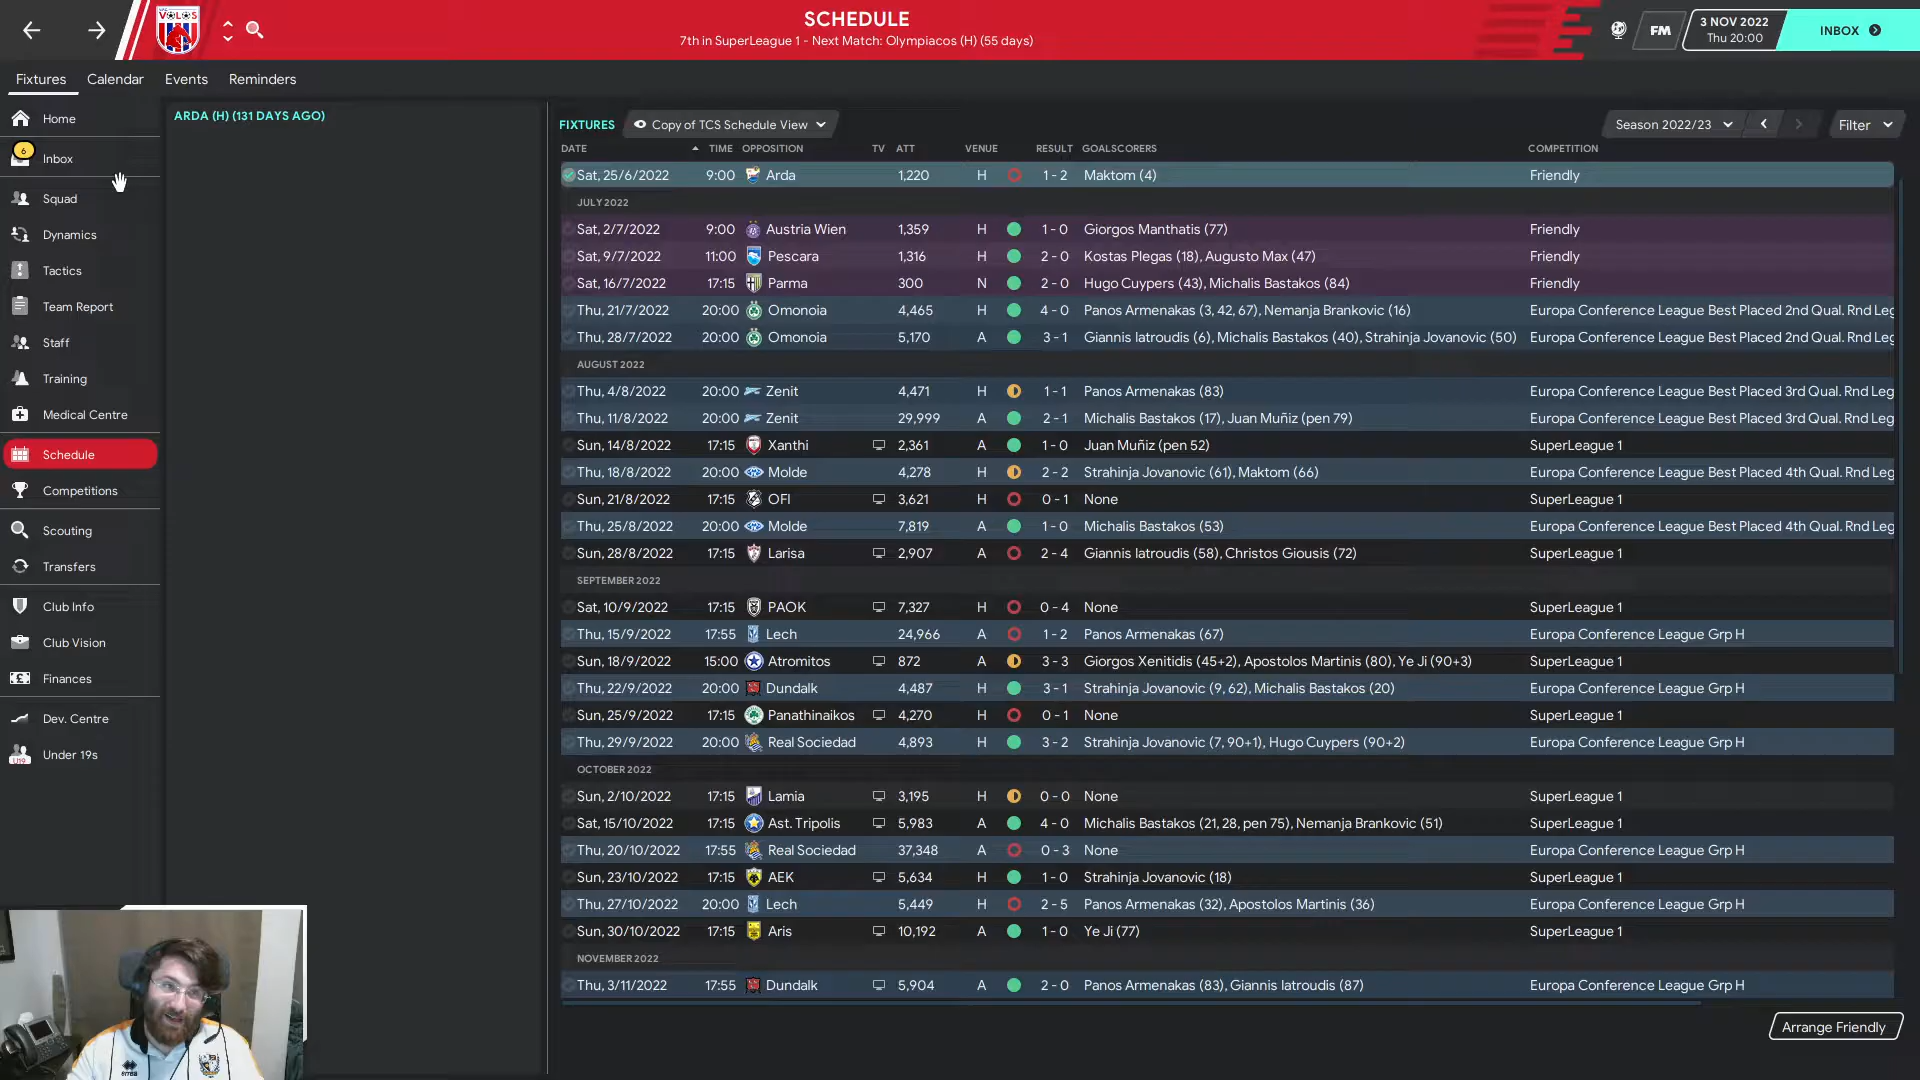 VOLOS
SCHEDULE
7th in SuperLeague 1 - Next Match: Olympiacos (H) (55 days)
FM
3 NOV 2022
Thu 20:00
INBOX
Fixtures Calendar Events Reminders
Home
6
Inbox
Squad
Dynamics
Tactics
Team Report
Staff
Training
Medical Centre
Schedule
Competitions
Scouting
Transfers
Club Info
Club Vision
Finances
Dev. Centre
U19
Under 19s
ARDA (H) (131 DAYS AGO)
FIXTURES Copy of TCS Schedule View Season 2022/23 Filter
DATE TIME OPPOSITION TV ATT VENUE RESULT GOALSCORERS COMPETITION
Sat, 25/6/2022 9:00 Arda 1,220 H 1 - 2 Maktom (4) Friendly
JULY 2022
Sat, 2/7/2022 9:00 Austria Wien 1,359 H 1 - 0 Giorgos Manthatis (77) Friendly
Sat, 9/7/2022 11:00 Pescara 1,316 H 2 - 0 Kostas Plegas (18), Augusto Max (47) Friendly
Sat, 16/7/2022 17:15 Parma 300 N 2 - 0 Hugo Cuypers (43), Michalis Bastakos (84) Friendly
Thu, 21/7/2022 20:00 Omonoia 4,465 H 4 - 0 Panos Armenakas (3, 42, 67), Nemanja Brankovic (16) Europa Conference League Best Placed 2nd Qual. Rnd Leg
Thu, 28/7/2022 20:00 Omonoia 5,170 A 3 - 1 Giannis Iatroudis (6), Michalis Bastakos (40), Strahinja Jovanovic (50) Europa Conference League Best Placed 2nd Qual. Rnd Leg
AUGUST 2022
Thu, 4/8/2022 20:00 Zenit 4,471 H 1 - 1 Panos Armenakas (83) Europa Conference League Best Placed 3rd Qual. Rnd Leg
Thu, 11/8/2022 20:00 Zenit 29,999 A 2 - 1 Michalis Bastakos (17), Juan Muñiz (pen 79) Europa Conference League Best Placed 3rd Qual. Rnd Leg
Sun, 14/8/2022 17:15 Xanthi 2,361 A 1 - 0 Juan Muñiz (pen 52) SuperLeague 1
Thu, 18/8/2022 20:00 Molde 4,278 H 2 - 2 Strahinja Jovanovic (61), Maktom (66) Europa Conference League Best Placed 4th Qual. Rnd Leg
Sun, 21/8/2022 17:15 OFI 3,621 H 0 - 1 None SuperLeague 1
Thu, 25/8/2022 20:00 Molde 7,819 A 1 - 0 Michalis Bastakos (53) Europa Conference League Best Placed 4th Qual. Rnd Leg
Sun, 28/8/2022 17:15 Larisa 2,907 A 2 - 4 Giannis Iatroudis (58), Christos Giousis (72) SuperLeague 1
SEPTEMBER 2022
Sat, 10/9/2022 17:15 PAOK 7,327 H 0 - 4 None SuperLeague 1
Thu, 15/9/2022 17:55 Lech 24,966 A 1 - 2 Panos Armenakas (67) Europa Conference League Grp H
Sun, 18/9/2022 15:00 Atromitos 872 A 3 - 3 Giorgos Xenitidis (45+2), Apostolos Martinis (80), Ye Ji (90+3) SuperLeague 1
Thu, 22/9/2022 20:00 Dundalk 4,487 H 3 - 1 Strahinja Jovanovic (9, 62), Michalis Bastakos (20) Europa Conference League Grp H
Sun, 25/9/2022 17:15 Panathinaikos 4,270 H 0 - 1 None SuperLeague 1
Thu, 29/9/2022 20:00 Real Sociedad 4,893 H 3 - 2 Strahinja Jovanovic (7, 90+1), Hugo Cuypers (90+2) Europa Conference League Grp H
OCTOBER 2022
Sun, 2/10/2022 17:15 Lamia 3,195 H 0 - 0 None SuperLeague 1
Sat, 15/10/2022 17:15 Ast. Tripolis 5,983 A 4 - 0 Michalis Bastakos (21, 28, pen 75), Nemanja Brankovic (51) SuperLeague 1
Thu, 20/10/2022 17:55 Real Sociedad 37,348 A 0 - 3 None Europa Conference League Grp H
Sun, 23/10/2022 17:15 AEK 5,634 H 1 - 0 Strahinja Jovanovic (18) SuperLeague 1
Thu, 27/10/2022 20:00 Lech 5,449 H 2 - 5 Panos Armenakas (32), Apostolos Martinis (36) Europa Conference League Grp H
Sun, 30/10/2022 17:15 Aris 10,192 A 1 - 0 Ye Ji (77) SuperLeague 1
NOVEMBER 2022
Thu, 3/11/2022 17:55 Dundalk 5,904 A 2 - 0 Panos Armenakas (83), Giannis Iatroudis (87) Europa Conference League Grp H
Arrange Friendly
errea